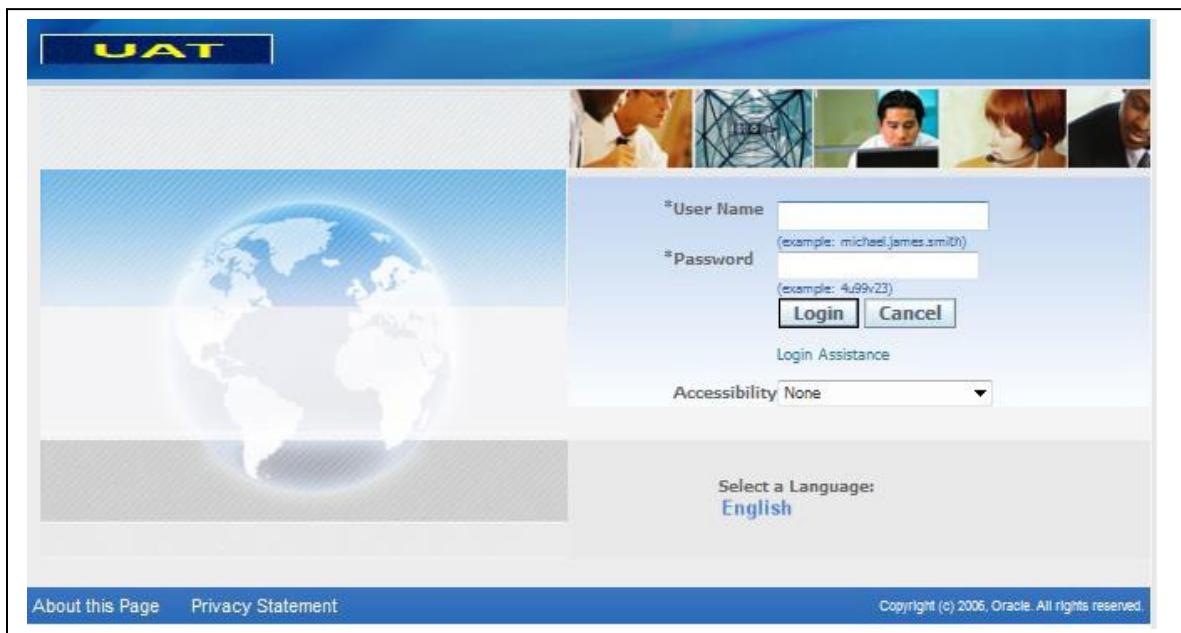 UAT
*User Name
(example: michael.james.smith)
*Password
(example: 4u99v23)
Login Cancel
Login Assistance
Accessibility None
Select a Language:
English
About this Page Privacy Statement Copyright (c) 2006, Oracle. All rights reserved.